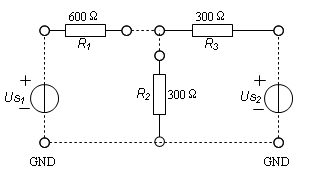 600 Ω
300 Ω
R1
R3
+
Us1
−
R2
300 Ω
+
Us2
−
GND
GND